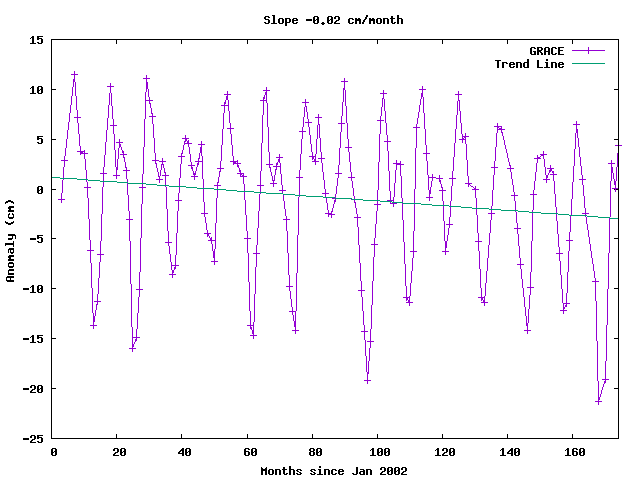 Slope -0.02 cm/month
GRACE
Trend Line
15
10
5
0
-5
-10
-15
-20
-25
Anomaly (cm)
0 20 40 60 80 100 120 140 160
Months since Jan 2002